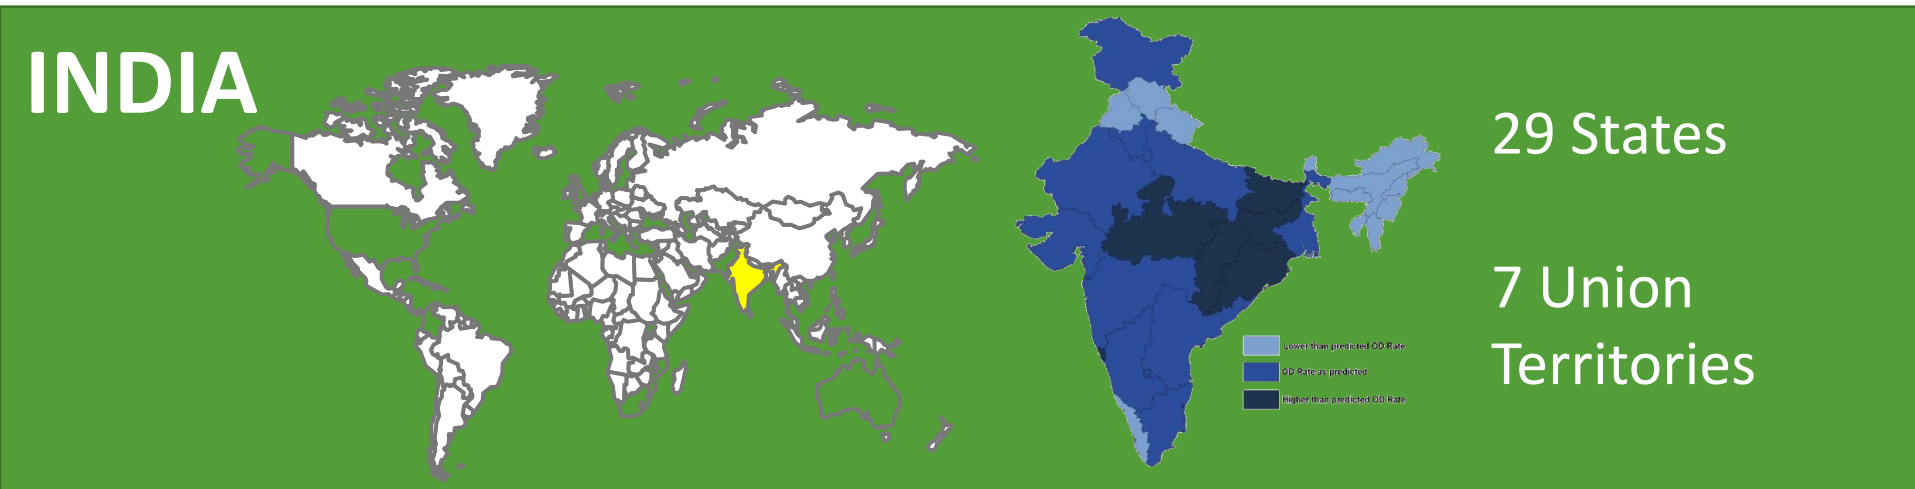 INDIA
29 States
7 Union
Territories
Lower than predicted OD Rate
OD Rate as predicted
Higher than predicted OD Rate